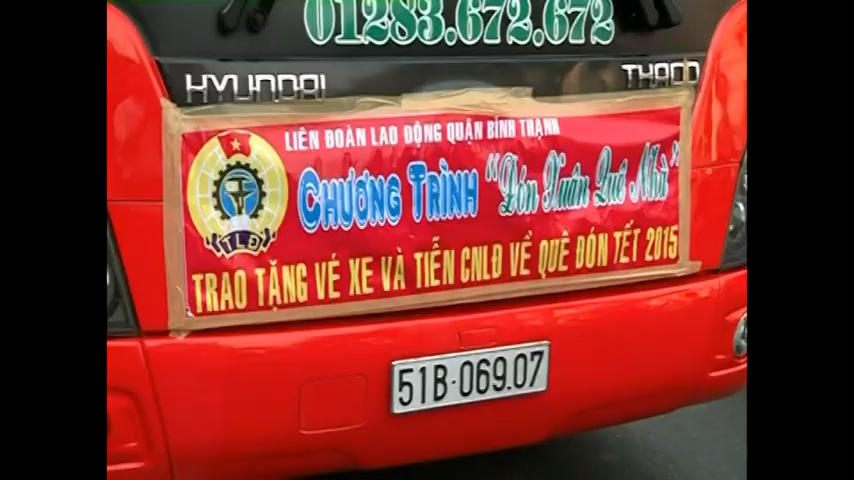 01283.672.672
HYUNDAI THACO
LIÊN ĐOÀN LAO ĐỘNG QUẬN BÌNH THẠNH
CHƯƠNG TRÌNH "Đón Xuân Quê Nhà"
TLĐ
TRAO TẶNG VÉ XE VÀ TIỄN CNLĐ VỀ QUÊ ĐÓN TẾT 2015
51B-069.07